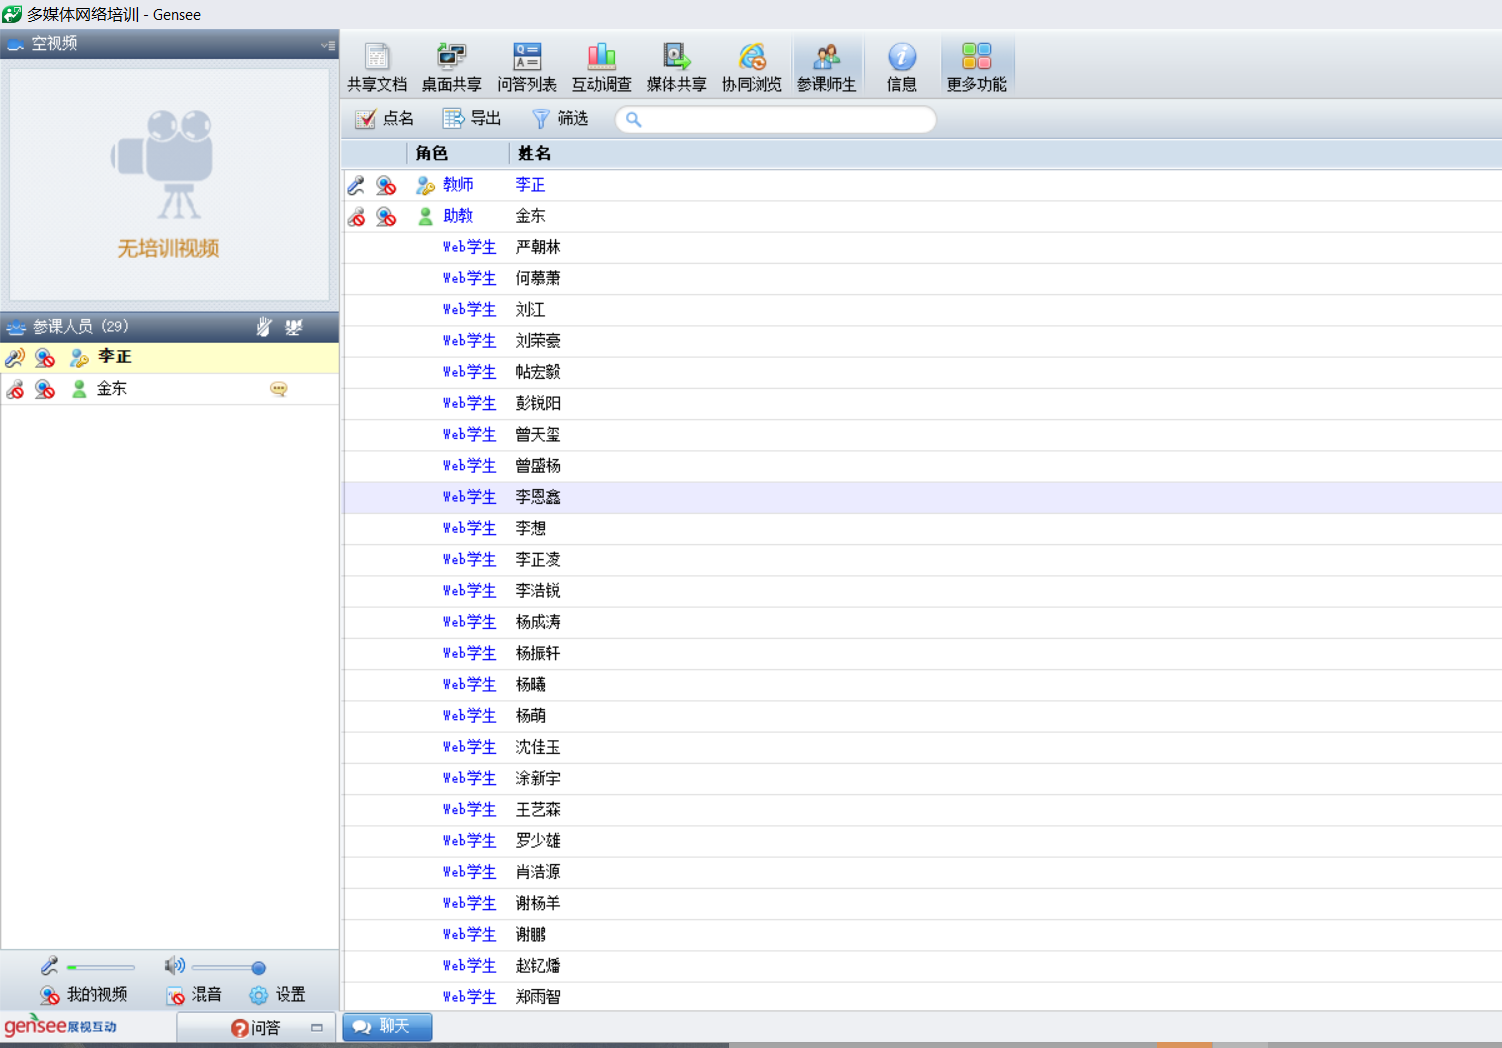 多媒体网络培训 - Gensee
空视频
共享文档 桌面共享 问答列表 互动调查 媒体共享 协同浏览 参课师生 信息 更多功能
点名 导出 筛选
角色 姓名
无培训视频
参课人员 (29)
李正
金东
教师 李正
助教 金东
Web学生 严朝林
Web学生 何慕萧
Web学生 刘江
Web学生 刘荣豪
Web学生 帖宏毅
Web学生 彭锐阳
Web学生 曾天玺
Web学生 曾盛杨
Web学生 李恩鑫
Web学生 李想
Web学生 李正凌
Web学生 李浩锐
Web学生 杨成涛
Web学生 杨振轩
Web学生 杨曦
Web学生 杨萌
Web学生 沈佳玉
Web学生 涂新宇
Web学生 王艺森
Web学生 罗少雄
Web学生 肖浩源
Web学生 谢杨羊
Web学生 谢鹏
Web学生 赵钇燔
Web学生 郑雨智
我的视频 混音 设置
gensee展视互动
问答
聊天